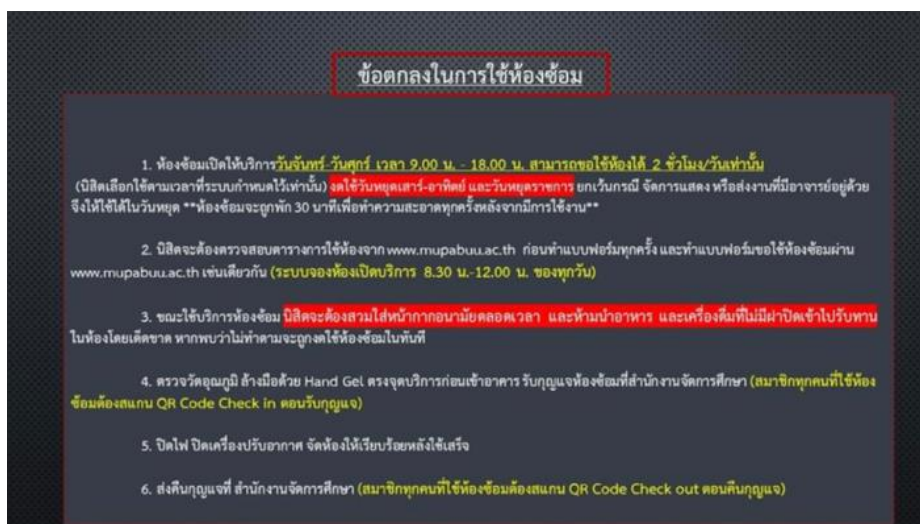 ข้อตกลงในการใช้ห้องซ้อม
1. ห้องซ้อมเปิดให้บริการวันจันทร์-วันศุกร์ เวลา 9.00 น. - 18.00 น. สามารถขอใช้ห้องได้ 2 ชั่วโมง/วันเท่านั้น
(นิสิตเลือกใช้ตามเวลาที่ระบบกำหนดไว้เท่านั้น) งดใช้วันหยุดเสาร์-อาทิตย์ และวันหยุดราชการ ยกเว้นกรณี จัดการแสดง หรือส่งงานที่มีอาจารย์อยู่ด้วย
จึงให้ใช้ได้ในวันหยุด **ห้องซ้อมจะถูกพัก 30 นาทีเพื่อทำความสะอาดทุกครั้งหลังจากมีการใช้งาน**
2. นิสิตจะต้องตรวจสอบตารางการใช้ห้องจาก www.mupabuu.ac.th ก่อนทำแบบฟอร์มทุกครั้ง และทำแบบฟอร์มขอใช้ห้องซ้อมผ่าน
www.mupabuu.ac.th เช่นเดียวกัน (ระบบจองห้องเปิดบริการ 8.30 น.-12.00 น. ของทุกวัน)
3. ขณะใช้บริการห้องซ้อม นิสิตจะต้องสวมใส่หน้ากากอนามัยตลอดเวลา และห้ามนำอาหาร และเครื่องดื่มที่ไม่มีฝาปิดเข้าไปรับทาน
ในห้องโดยเด็ดขาด หากพบว่าไม่ทำตามจะถูกงดใช้ห้องซ้อมในทันที
4. ตรวจวัดอุณภูมิ ล้างมือด้วย Hand Gel ตรงจุดบริการก่อนเข้าอาคาร รับกุญแจห้องซ้อมที่สำนักงานจัดการศึกษา (สมาชิกทุกคนที่ใช้ห้อง
ซ้อมต้องสแกน QR Code Check in ตอนรับกุญแจ)
5. ปิดไฟ ปิดเครื่องปรับอากาศ จัดห้องให้เรียบร้อยหลังใช้เสร็จ
6. ส่งคืนกุญแจที่ สำนักงานจัดการศึกษา (สมาชิกทุกคนที่ใช้ห้องซ้อมต้องสแกน QR Code Check out ตอนคืนกุญแจ)